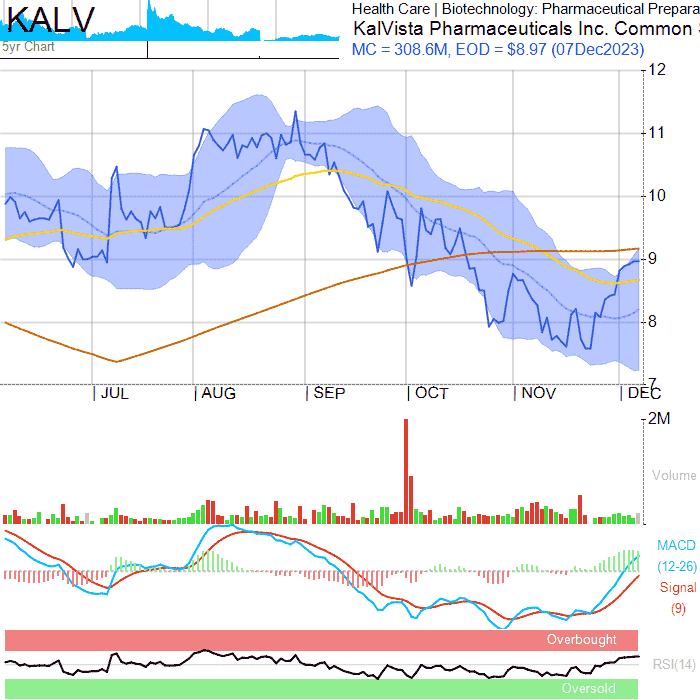 KALV
5yr Chart
Health Care | Biotechnology: Pharmaceutical Prepara
KalVista Pharmaceuticals Inc. Common
MC = 308.6M, EOD = $8.97 (07Dec2023)
12
11
10
9
8
7
| JUL | AUG | SEP | OCT | NOV | DEC
2M
Volume
MACD
(12-26)
Signal
(9)
Overbought
RSI(14)
Oversold